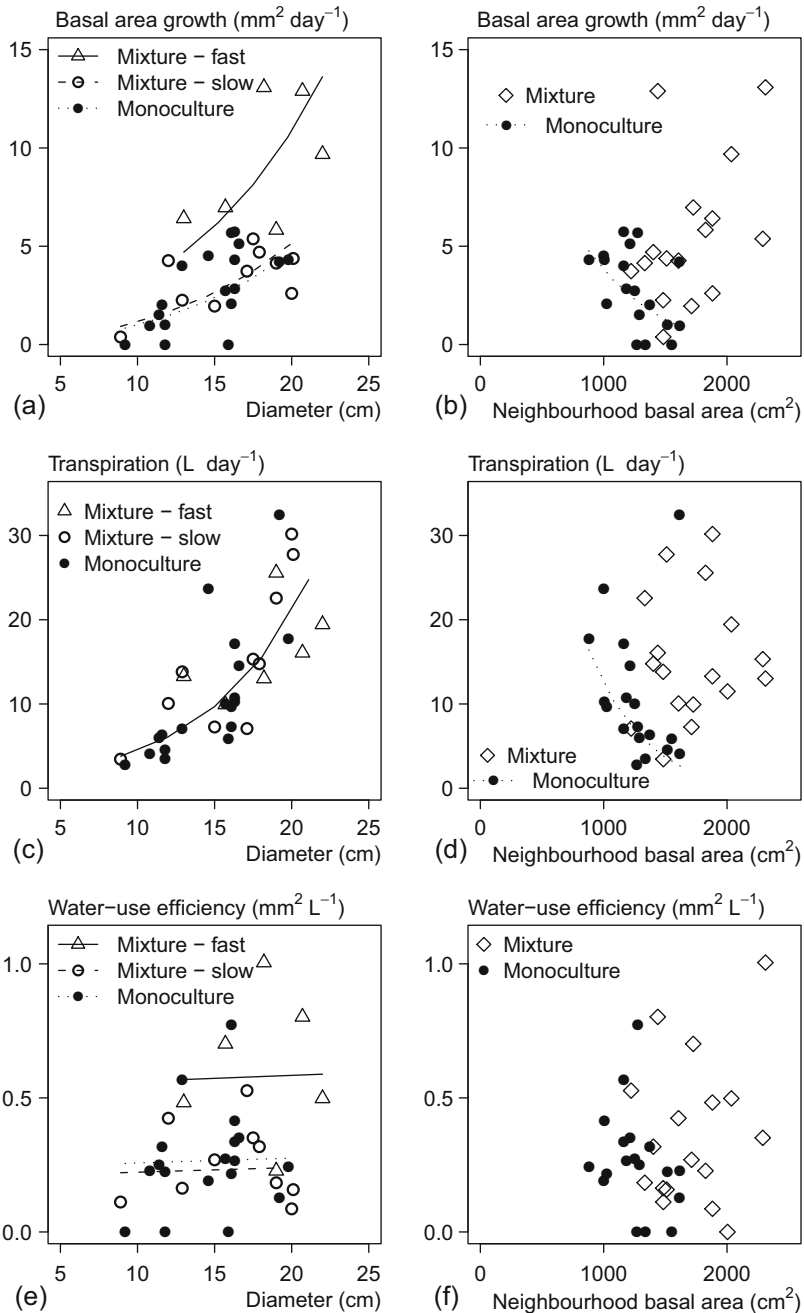 Basal area growth (mm² day⁻¹)
15
10
5
0
Mixture − fast
Mixture − slow
Monoculture
5 10 15 20 25
(a) Diameter (cm)
Basal area growth (mm² day⁻¹)
15
10
5
0
Mixture
Monoculture
0 1000 2000
(b) Neighbourhood basal area (cm²)
Transpiration (L day⁻¹)
30
20
10
0
Mixture − fast
Mixture − slow
Monoculture
5 10 15 20 25
(c) Diameter (cm)
Transpiration (L day⁻¹)
30
20
10
0
Mixture
Monoculture
0 1000 2000
(d) Neighbourhood basal area (cm²)
Water−use efficiency (mm² L⁻¹)
1.0
0.5
0.0
Mixture − fast
Mixture − slow
Monoculture
5 10 15 20 25
(e) Diameter (cm)
Water−use efficiency (mm² L⁻¹)
1.0
0.5
0.0
Mixture
Monoculture
0 1000 2000
(f) Neighbourhood basal area (cm²)